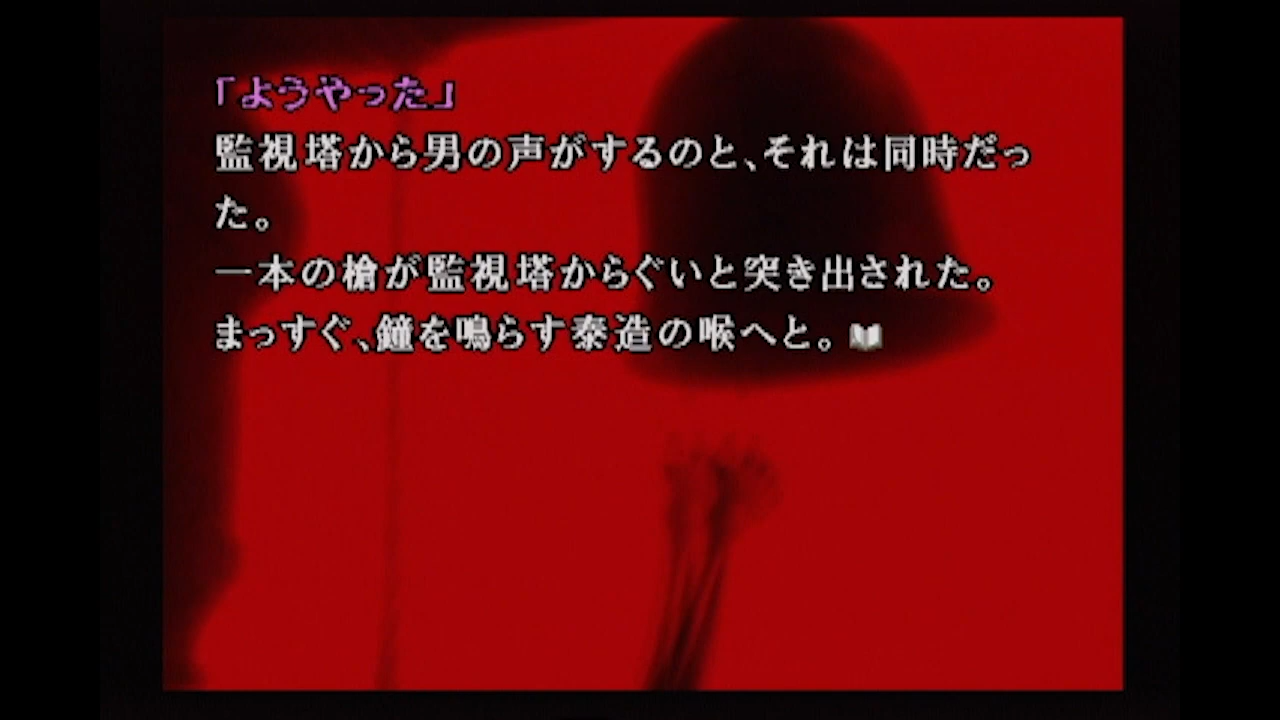 「ようやった」
監視塔から男の声がするのと、それは同時だっ
た。
一本の槍が監視塔からぐいと突き出された。
まっすぐ、鐘を鳴らす泰造の喉へと。